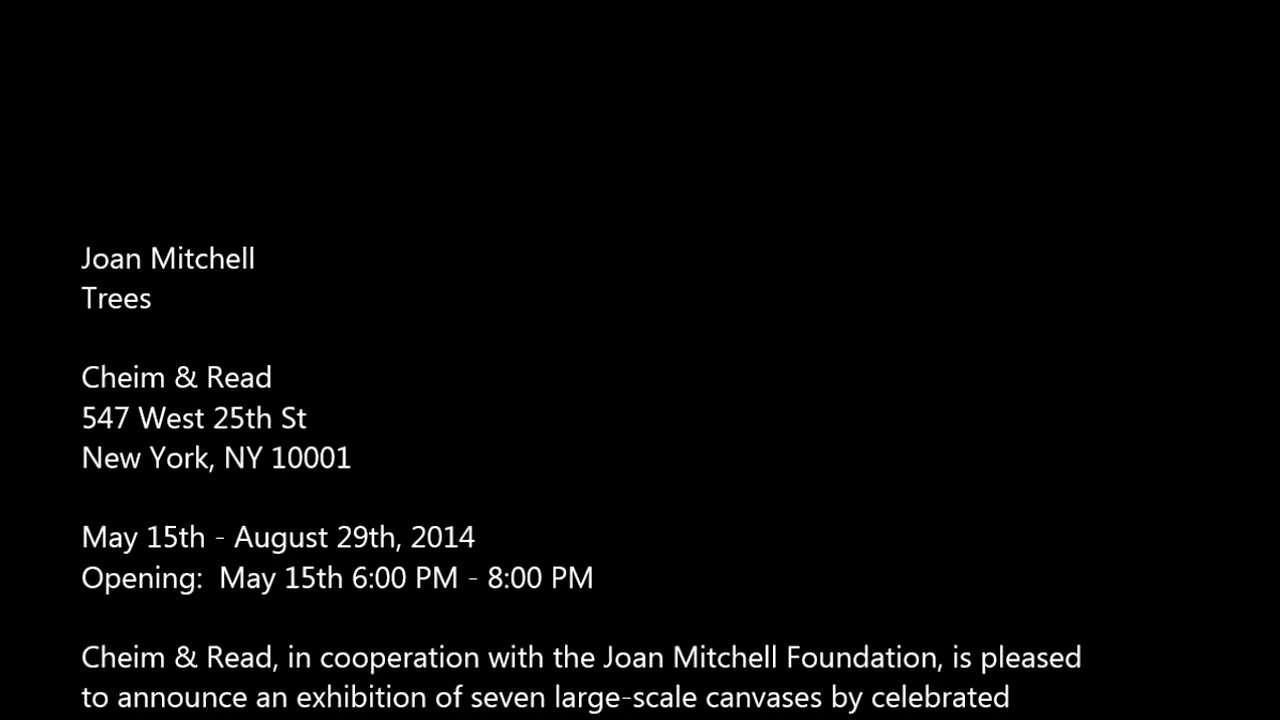 Joan Mitchell
Trees
Cheim & Read
547 West 25th St
New York, NY 10001
May 15th - August 29th, 2014
Opening:  May 15th 6:00 PM - 8:00 PM
Cheim & Read, in cooperation with the Joan Mitchell Foundation, is pleased
to announce an exhibition of seven large-scale canvases by celebrated